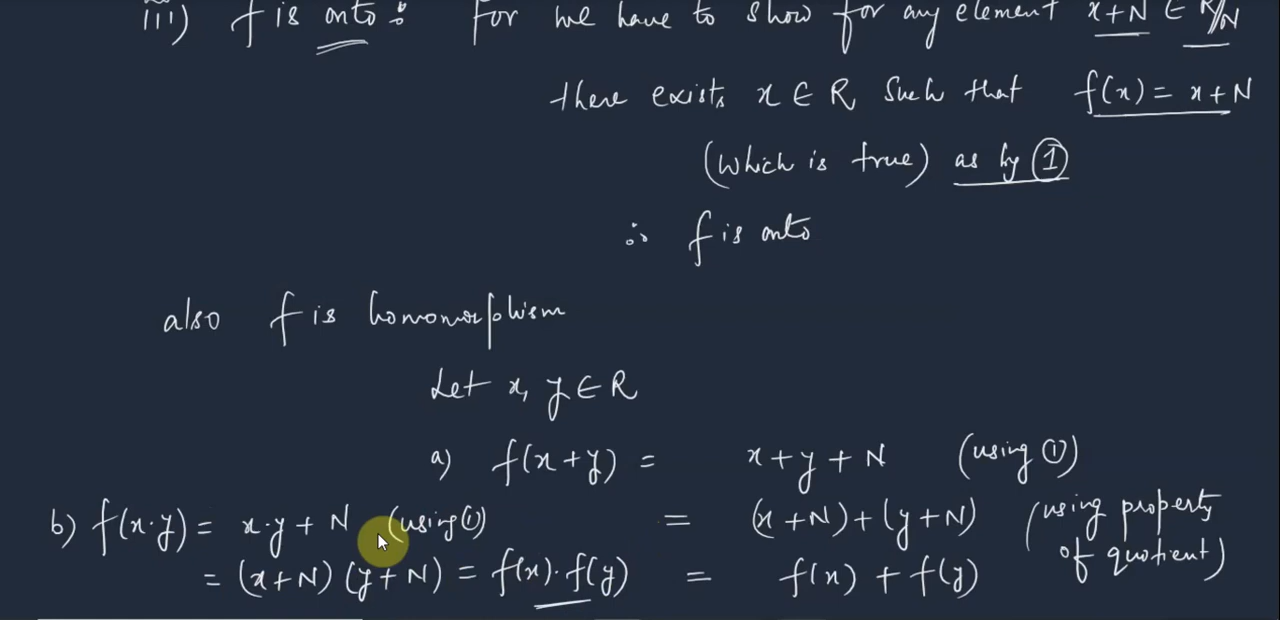 iii) f is onto : For we have to show for any element x+N ∈ R/N
there exists x ∈ R such that f(x) = x+N
(which is true) as by ①
∴ f is onto
also f is homomorphism
Let x, y ∈ R
a) f(x+y) = x+y+N (using ①)
= (x+N)+(y+N) (using property of quotient)
= f(x) + f(y)
b) f(x·y) = x·y + N (using ①)
= (x+N) (y+N) = f(x)·f(y)